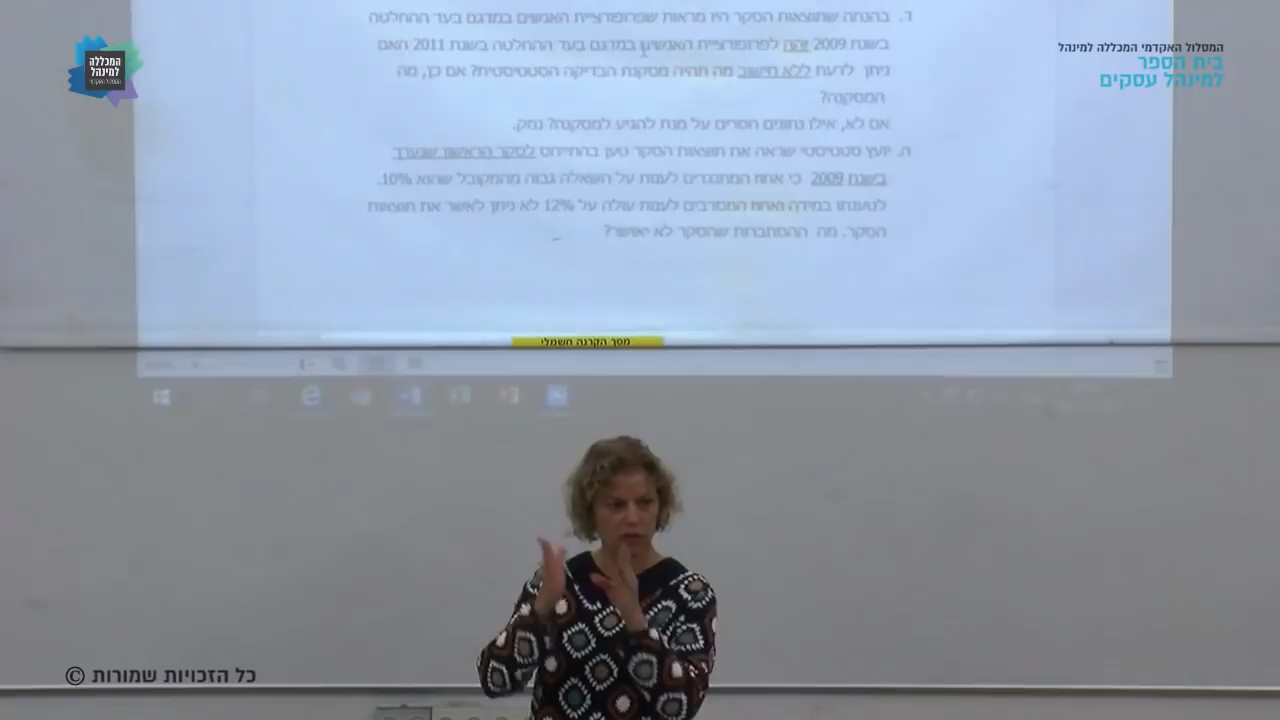 המכללה
למינהל
המסלול האקדמי המכללה למינהל
בית הספר
למינהל עסקים
ד. בהנחה שתוצאות הסקר היו מראות שפרופורציית האנשים במדגם בעד ההחלטה
בשנת 2009 זהה לפרופורציית האנשים במדגם בעד ההחלטה בשנת 2011 האם
ניתן לדעת ללא חישוב מה תהיה מסקנת הבדיקה הסטטיסטית? אם כן, מה
המסקנה?
אם לא, אילו נתונים חסרים על מנת להגיע למסקנה? נמק.
ה. יועץ סטטיסטי שראה את תוצאות הסקר טען בהתייחס לסקר הראשון שנערך
בשנת 2009 כי אחוז המתנגדים לענות על השאלה גבוה מהמקובל שהוא 10%.
לטענתו במידה ואחוז המסרבים לענות עולה על 12% לא ניתן לאשר את תוצאות
הסקר. מה ההסתברות שהסקר לא יאושר?
מסך הקרנה חשמלי
כל הזכויות שמורות ©